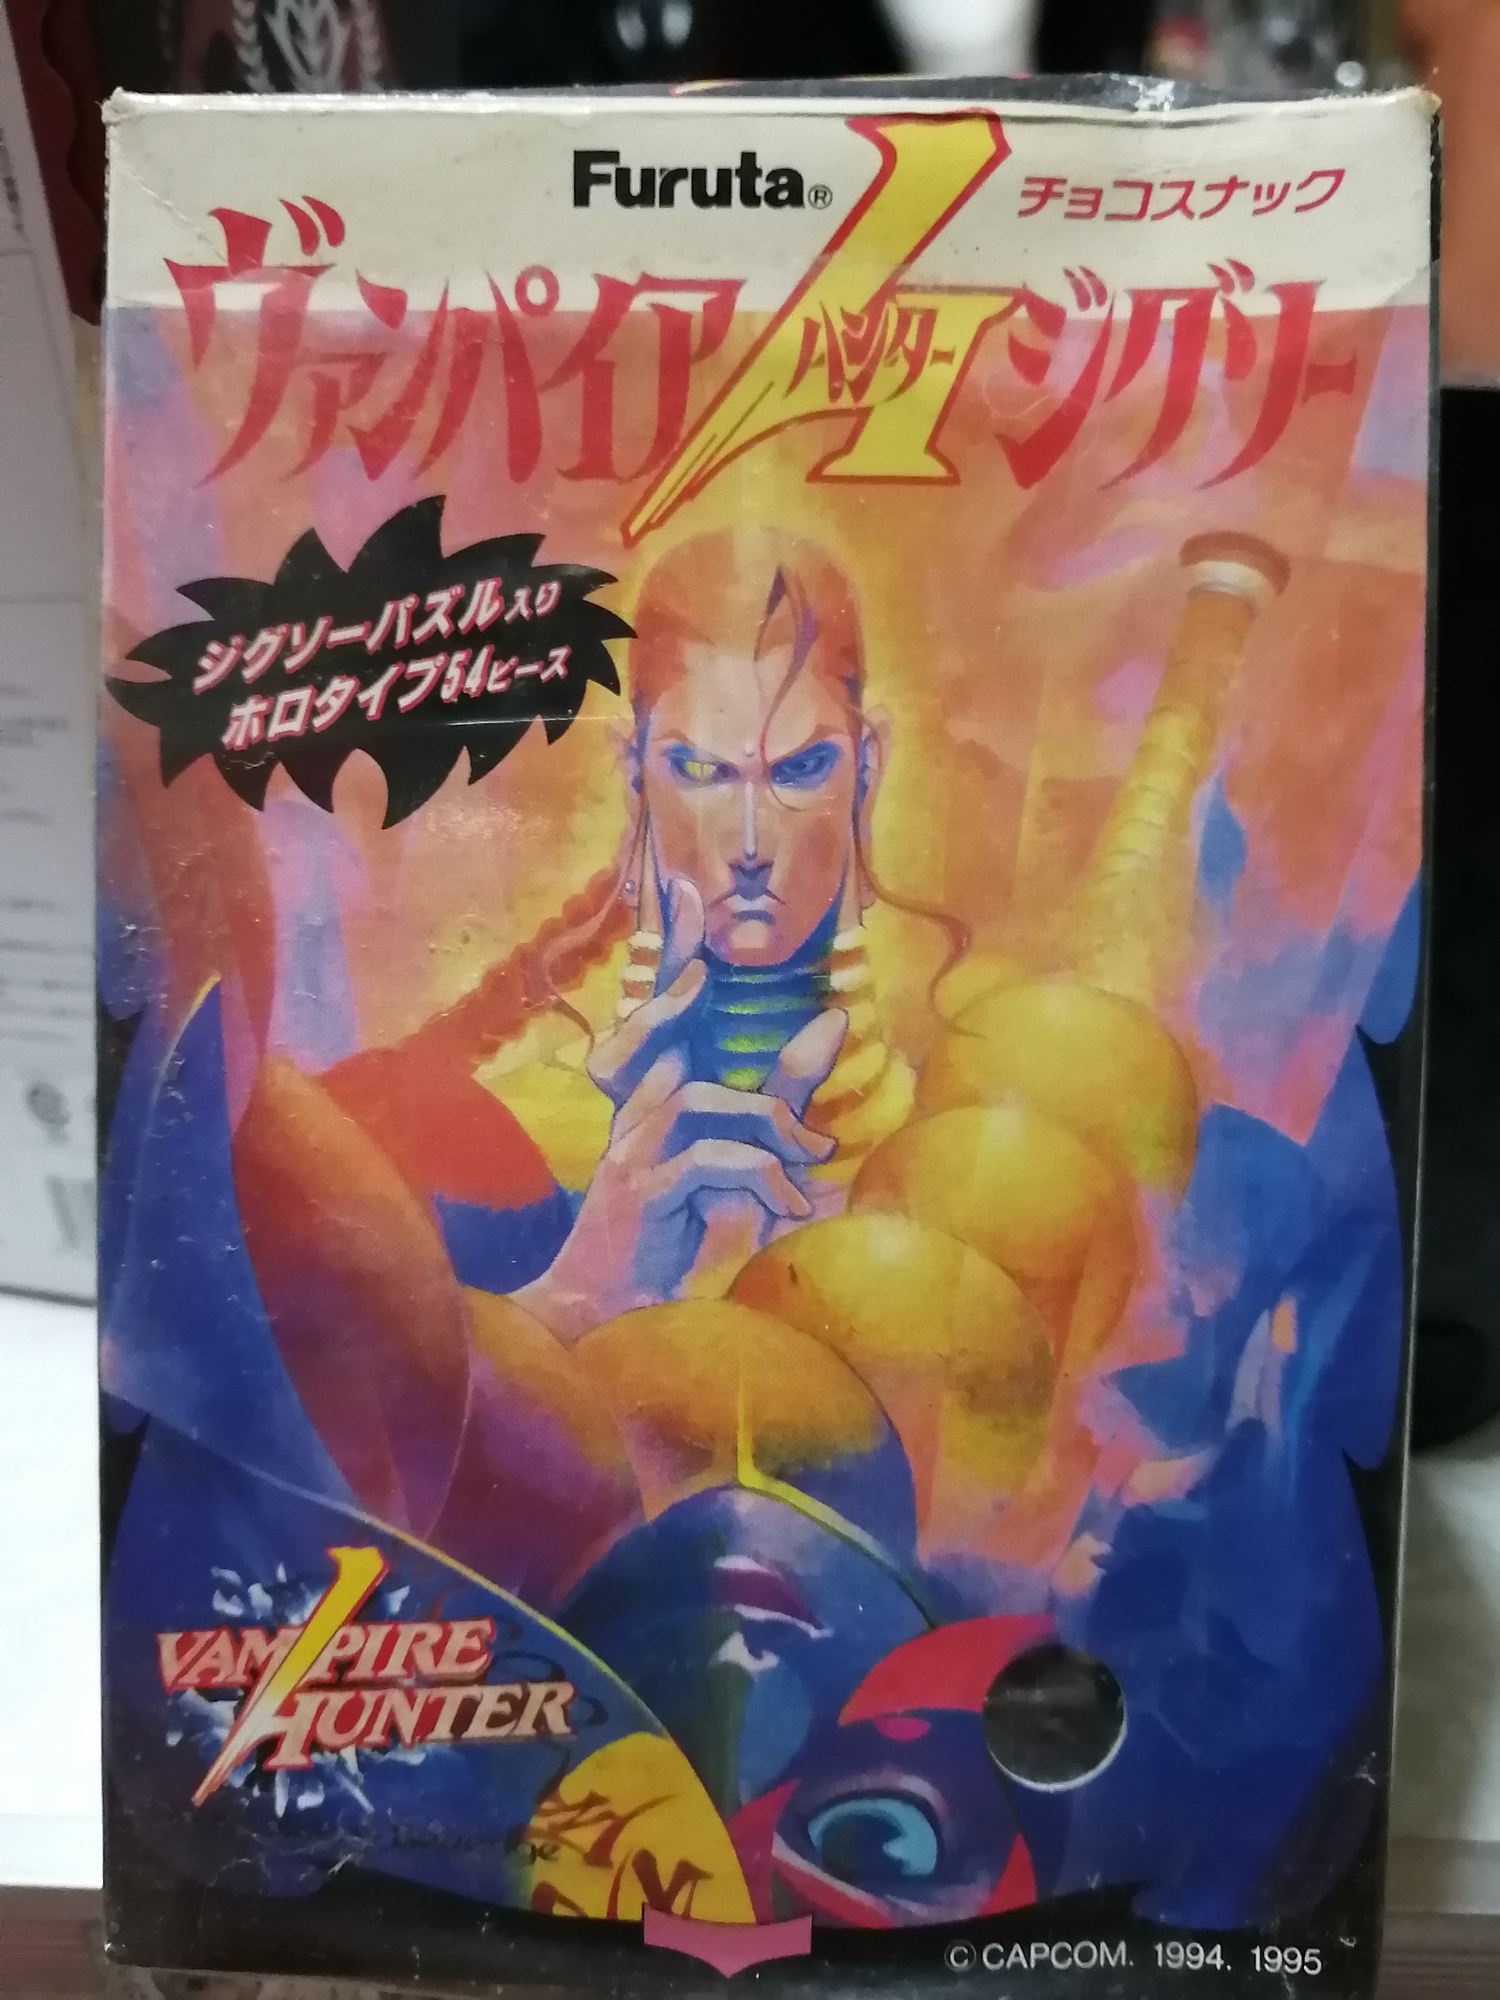 Furuta®
チョコスナック
ヴァンパイア
ハンター
ジグソー
ジグソーパズル入り
ホロタイプ54ピース
VAMPIRE
HUNTER
© CAPCOM. 1994. 1995